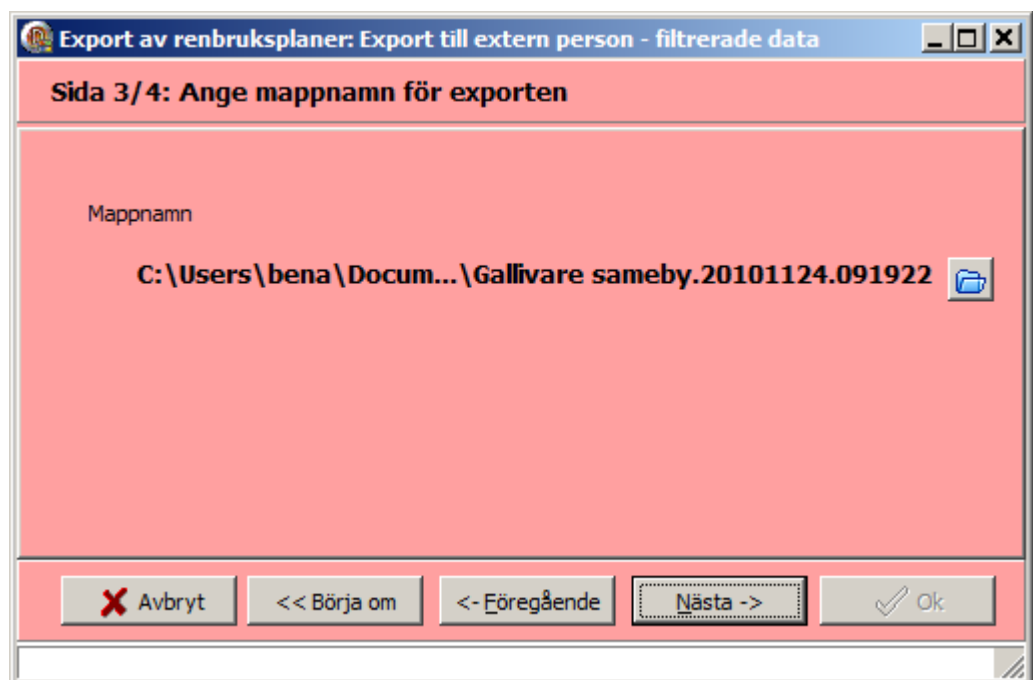 Export av renbruksplaner: Export till extern person - filtrerade data
Sida 3/4: Ange mappnamn för exporten
Mappnamn
C:\Users\bena\Docum...\Gallivare sameby.20101124.091922
Avbryt << Börja om <- Föregående Nästa -> Ok